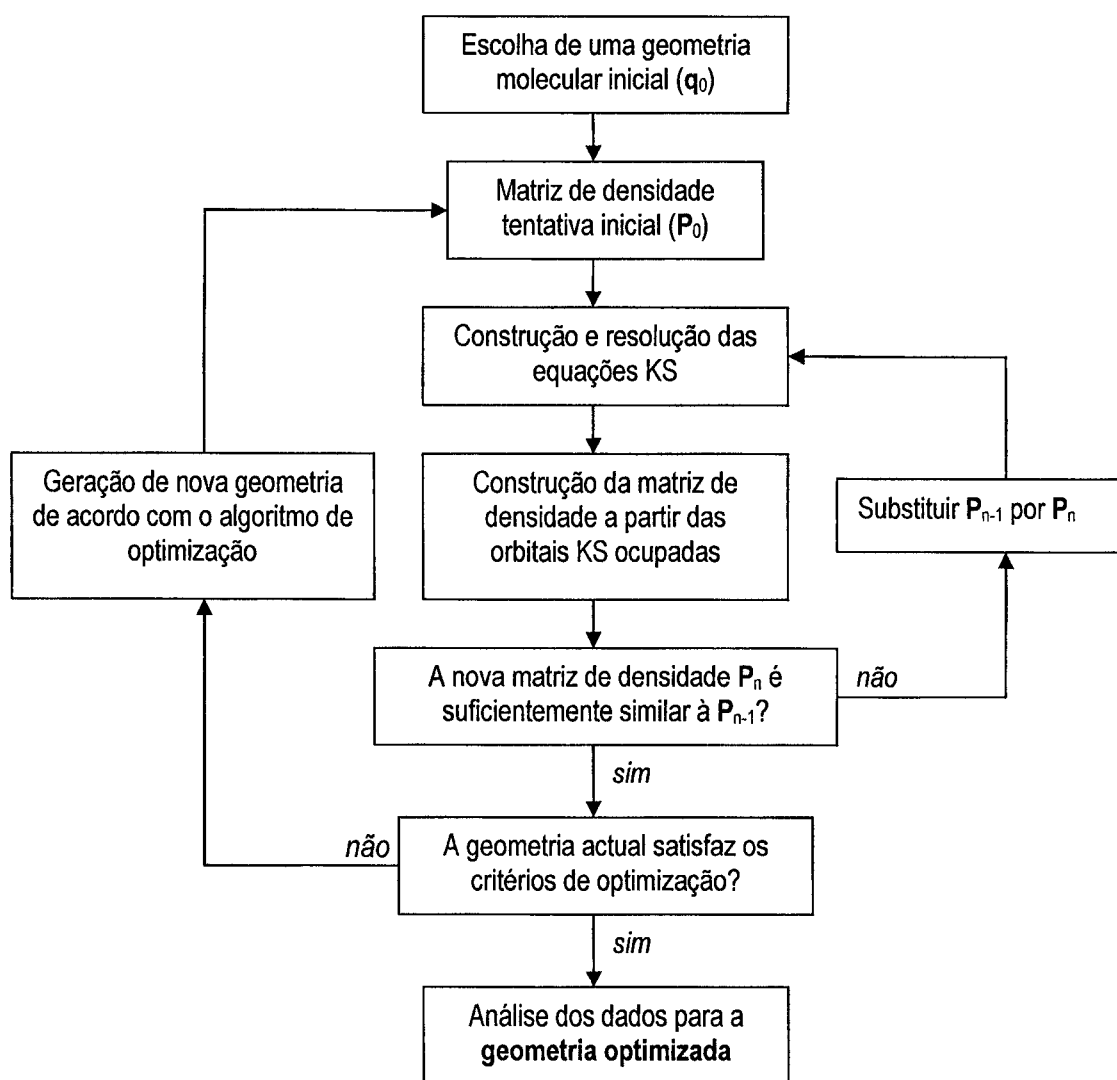 Escolha de uma geometria
molecular inicial (q0)
Matriz de densidade
tentativa inicial (P0)
Construção e resolução das
equações KS
Geração de nova geometria
de acordo com o algoritmo de
optimização
Construção da matriz de
densidade a partir das
orbitais KS ocupadas
Substituir Pn-1 por Pn
A nova matriz de densidade Pn é
suficientemente similar à Pn-1?
não
sim
não
A geometria actual satisfaz os
critérios de optimização?
sim
Análise dos dados para a
geometria optimizada